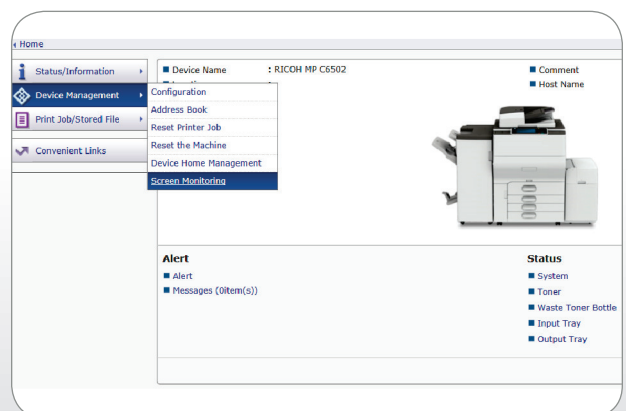 Home
Status/Information
Device Management
Print Job/Stored File
Convenient Links
Device Name : RICOH MP C6502
Comment
Host Name
Configuration
Address Book
Reset Printer Job
Reset the Machine
Device Home Management
Screen Monitoring
Alert
Alert
Messages (0item(s))
Status
System
Toner
Waste Toner Bottle
Input Tray
Output Tray